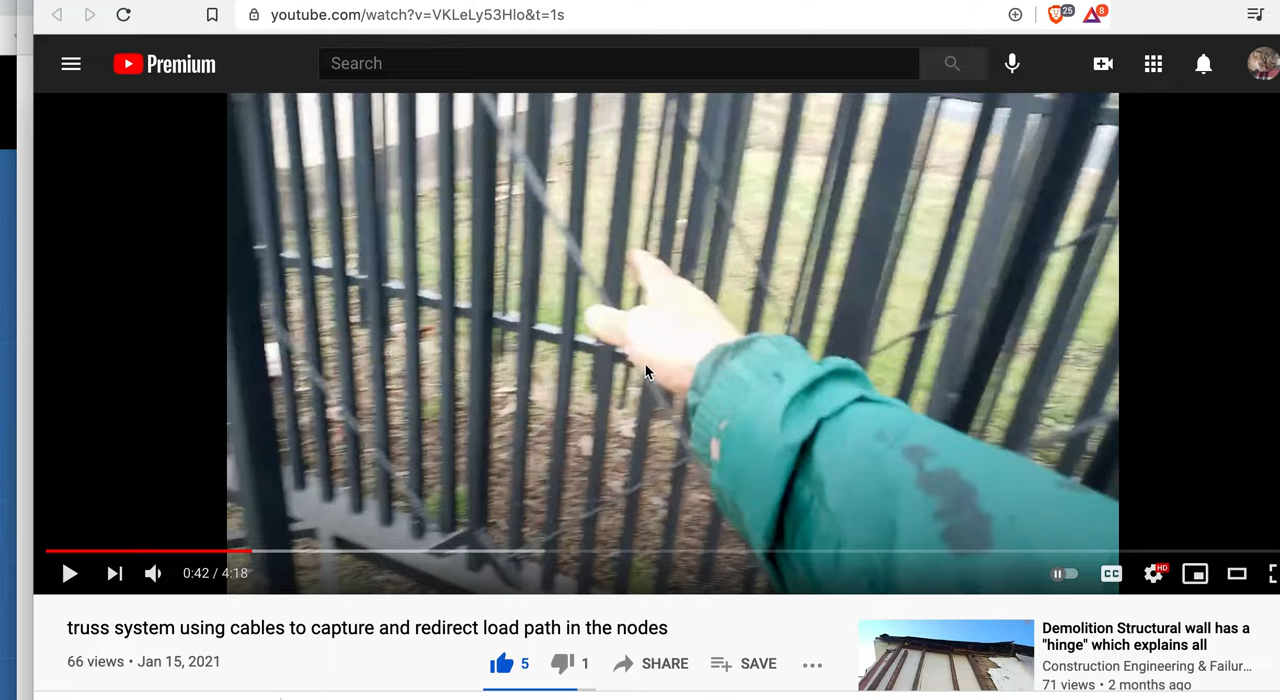 youtube.com/watch?v=VKLeLy53Hlo&t=1s
25
8
Premium
Search
0:42 / 4:18
CC
HD
truss system using cables to capture and redirect load path in the nodes
66 views • Jan 15, 2021
5
1
SHARE
SAVE
Demolition Structural wall has a
"hinge" which explains all
Construction Engineering & Failur...
71 views • 2 months ago